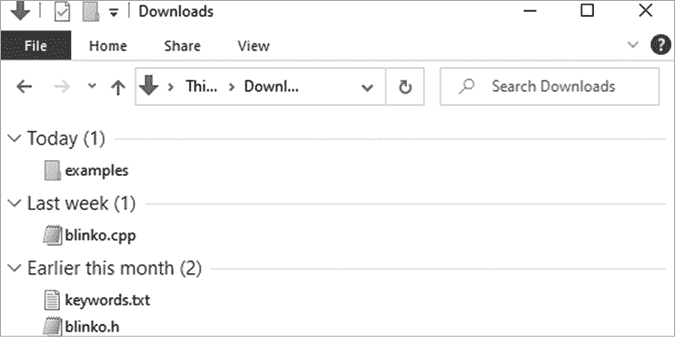 Downloads
File Home Share View
Thi... Downl... Search Downloads
Today (1)
examples
Last week (1)
blinko.cpp
Earlier this month (2)
keywords.txt
blinko.h